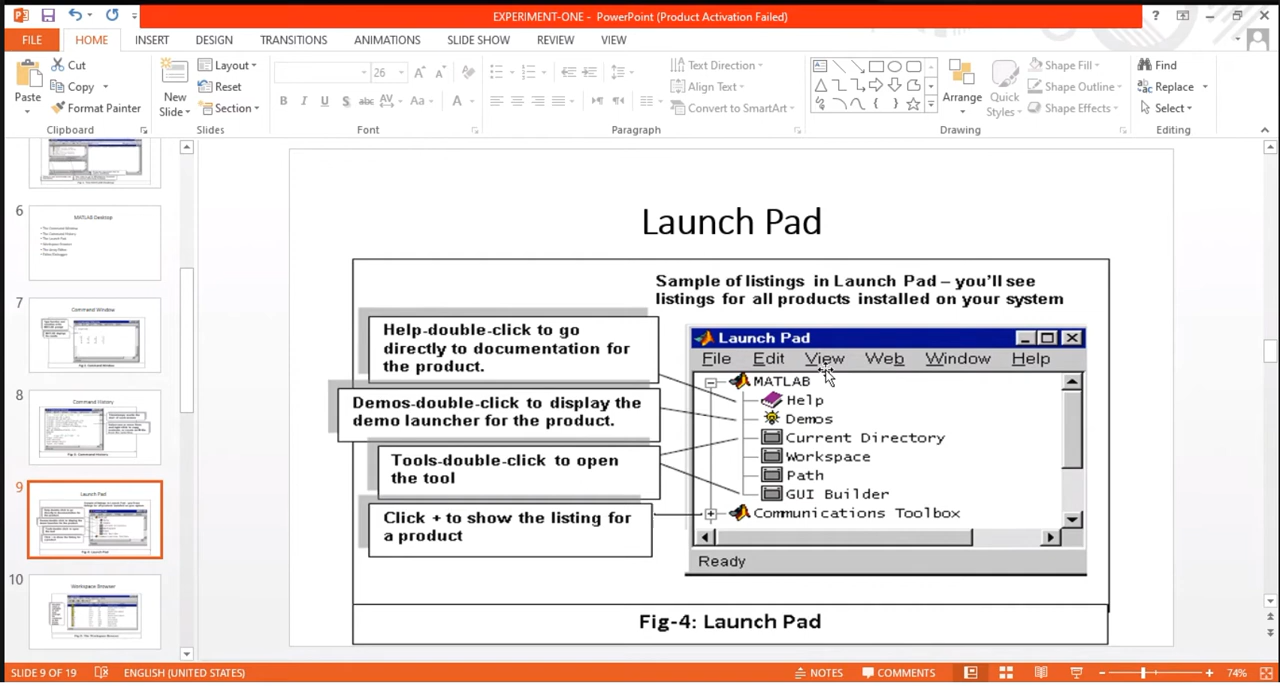 EXPERIMENT-ONE - PowerPoint (Product Activation Failed)
FILE HOME INSERT DESIGN TRANSITIONS ANIMATIONS SLIDE SHOW REVIEW VIEW
Paste
Cut
Copy
Format Painter
Clipboard
New
Slide
Layout
Reset
Section
Slides
26
Font
Text Direction
Align Text
Convert to SmartArt
Paragraph
Arrange
Quick
Styles
Shape Fill
Shape Outline
Shape Effects
Drawing
Find
Replace
Select
Editing
6
MATLAB Desktop
7
Command Window
8
Command History
9
Launch Pad
10
Workspace Browser
Launch Pad
Sample of listings in Launch Pad – you'll see
listings for all products installed on your system
Help-double-click to go
directly to documentation for
the product.
Demos-double-click to display the
demo launcher for the product.
Tools-double-click to open
the tool
Click + to show the listing for
a product
Launch Pad
File Edit View Web Window Help
MATLAB
Help
Demos
Current Directory
Workspace
Path
GUI Builder
Communications Toolbox
Ready
Fig-4: Launch Pad
SLIDE 9 OF 19 ENGLISH (UNITED STATES) NOTES COMMENTS 74%